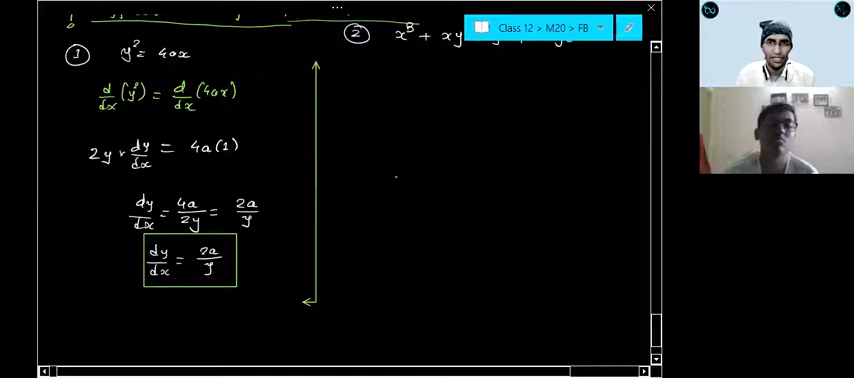 ① y² = 4ax
d/dx (y²) = d/dx (4ax)
2y × dy/dx = 4a(1)
dy/dx = 4a/2y = 2a/y
dy/dx = 2a/y
② x³ + xy
Class 12 > M20 > FB